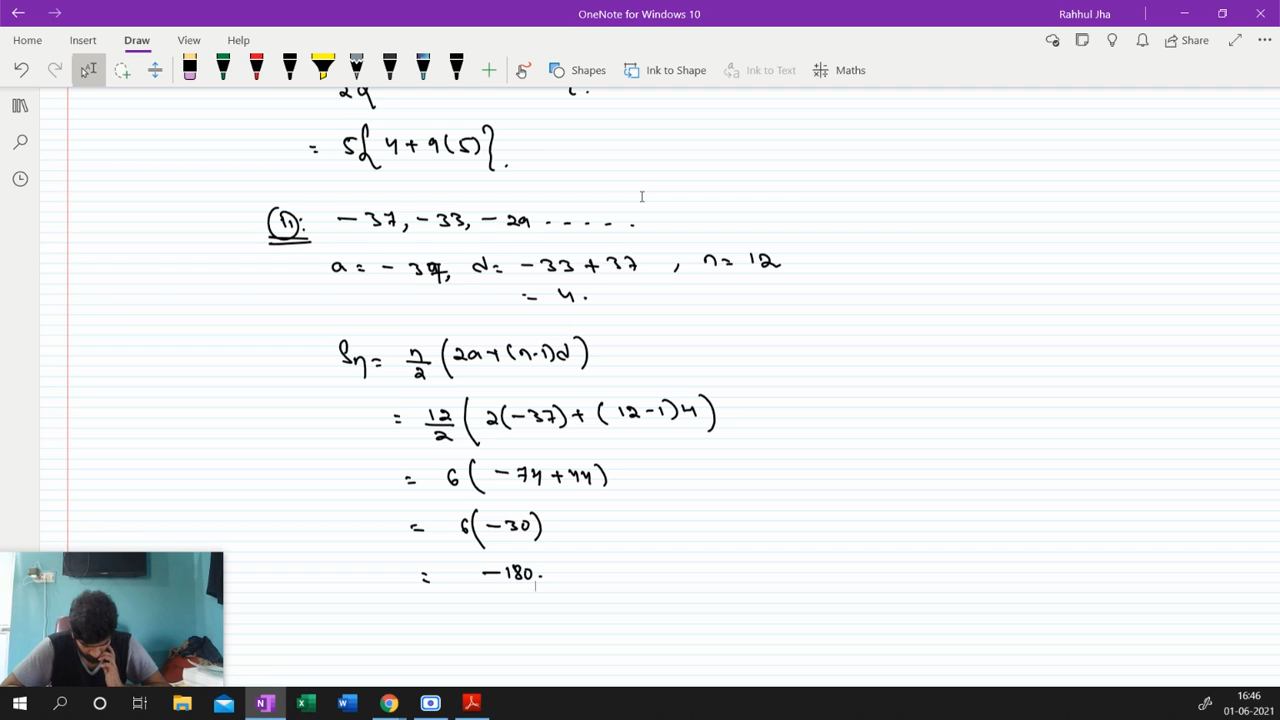 OneNote for Windows 10
Rahhul Jha
Home Insert Draw View Help
Share
Shapes Ink to Shape Ink to Text Maths
= 5{ 4 + 9(5)}.
(ii): - 37, - 33, - 29 . . . . .
a = - 37, d = - 33 + 37 , n = 12
= 4.
Sn = n/2 (2a + (n-1)d)
= 12/2 ( 2(-37) + (12-1)4 )
= 6 ( - 74 + 44)
= 6(-30)
= -180.
16:46
01-06-2021